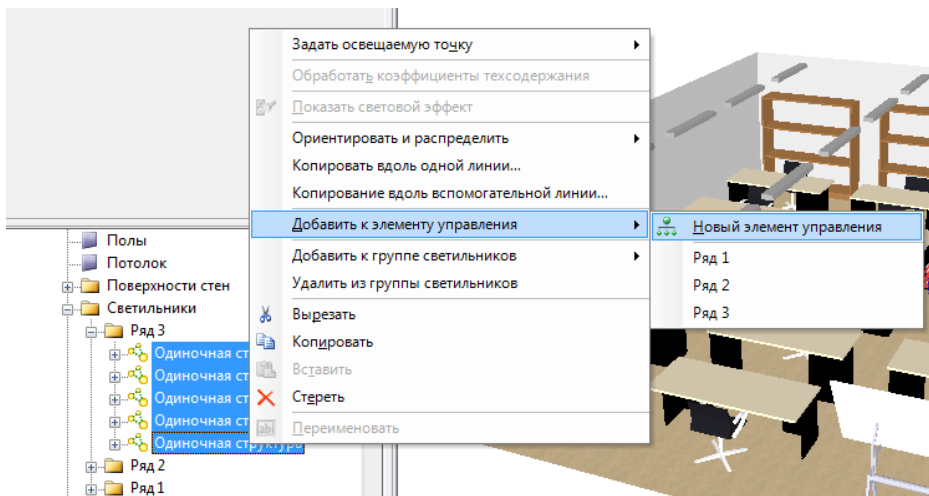 Задать освещаемую точку
Обработать коэффициенты техсодержания
Показать световой эффект
Ориентировать и распределить
Копировать вдоль одной линии...
Копирование вдоль вспомогательной линии...
Добавить к элементу управления
Добавить к группе светильников
Удалить из группы светильников
Вырезать
Копировать
Вставить
Стереть
Переименовать
Новый элемент управления
Ряд 1
Ряд 2
Ряд 3
Полы
Потолок
Поверхности стен
Светильники
Ряд 3
Одиночная ст
Одиночная ст
Одиночная ст
Одиночная ст
Одиночная структура
Ряд 2
Ряд 1